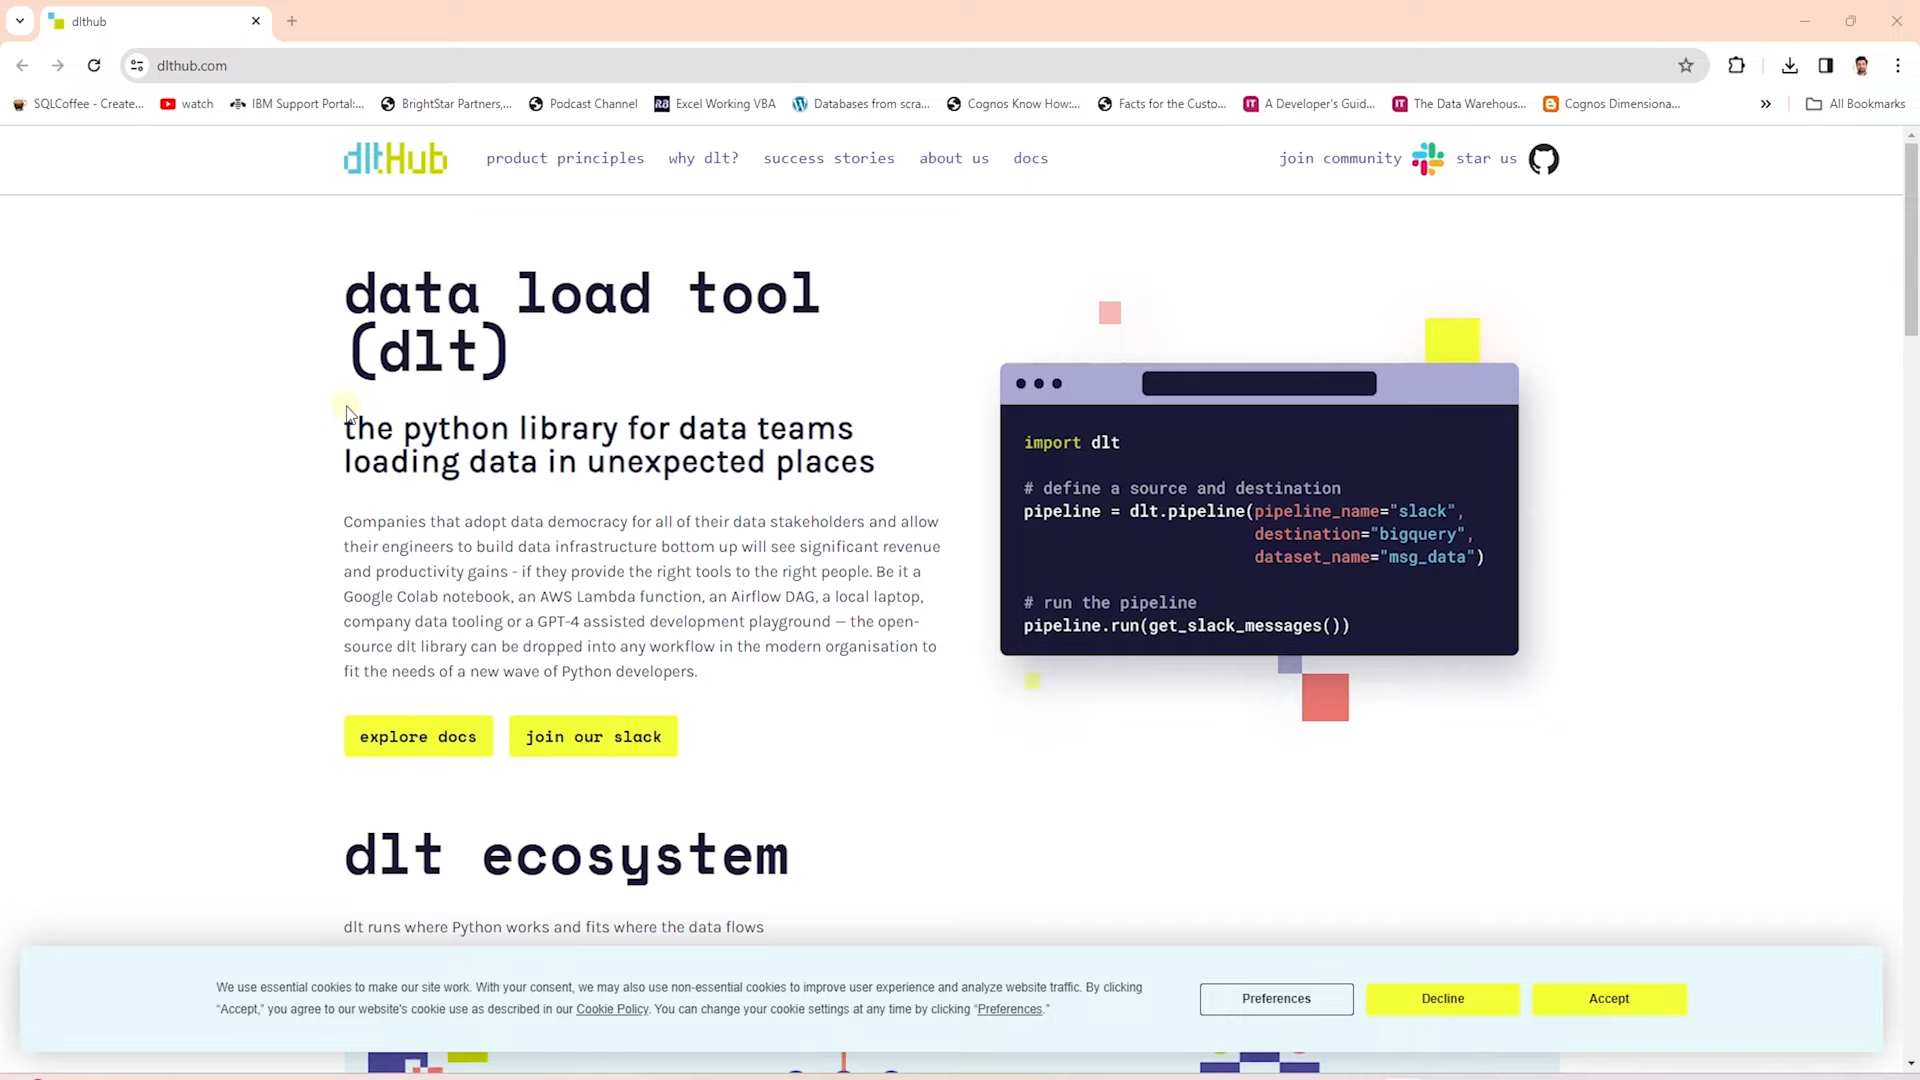 dlthub
dlthub.com
SQLCoffee - Create...
watch
IBM Support Portal:...
BrightStar Partners,...
Podcast Channel
Excel Working VBA
Databases from scra...
Cognos Know How:...
Facts for the Custo...
A Developer's Guid...
The Data Warehous...
Cognos Dimensiona...
All Bookmarks
dltHub
product principles
why dlt?
success stories
about us
docs
join community
star us
data load tool
(dlt)
the python library for data teams
loading data in unexpected places
Companies that adopt data democracy for all of their data stakeholders and allow
their engineers to build data infrastructure bottom up will see significant revenue
and productivity gains - if they provide the right tools to the right people. Be it a
Google Colab notebook, an AWS Lambda function, an Airflow DAG, a local laptop,
company data tooling or a GPT-4 assisted development playground — the open-
source dlt library can be dropped into any workflow in the modern organisation to
fit the needs of a new wave of Python developers.
explore docs
join our slack
import dlt
# define a source and destination
pipeline = dlt.pipeline(pipeline_name="slack",
destination="bigquery",
dataset_name="msg_data")
# run the pipeline
pipeline.run(get_slack_messages())
dlt ecosystem
dlt runs where Python works and fits where the data flows
We use essential cookies to make our site work. With your consent, we may also use non-essential cookies to improve user experience and analyze website traffic. By clicking
“Accept,” you agree to our website's cookie use as described in our Cookie Policy. You can change your cookie settings at any time by clicking “Preferences.”
Preferences
Decline
Accept